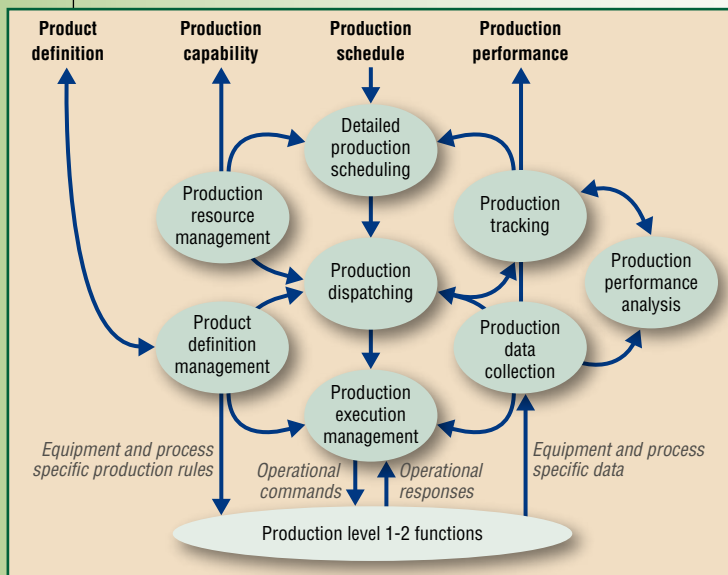 Product
definition
Production
capability
Production
schedule
Production
performance
Detailed
production
scheduling
Production
resource
management
Production
tracking
Production
dispatching
Production
performance
analysis
Product
definition
management
Production
data
collection
Production
execution
management
Equipment and process
specific production rules
Operational
commands
Operational
responses
Equipment and process
specific data
Production level 1-2 functions